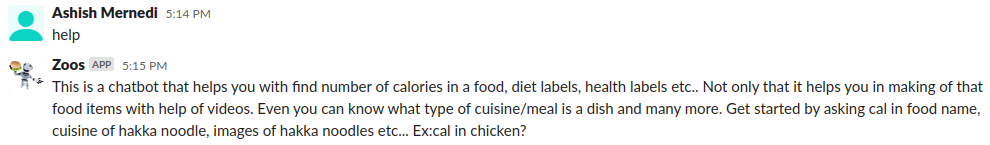 Ashish Mernedi 5:14 PM
help
Zoos APP 5:15 PM
This is a chatbot that helps you with find number of calories in a food, diet labels, health labels etc.. Not only that it helps you in making of that
food items with help of videos. Even you can know what type of cuisine/meal is a dish and many more. Get started by asking cal in food name,
cuisine of hakka noodle, images of hakka noodles etc... Ex:cal in chicken?